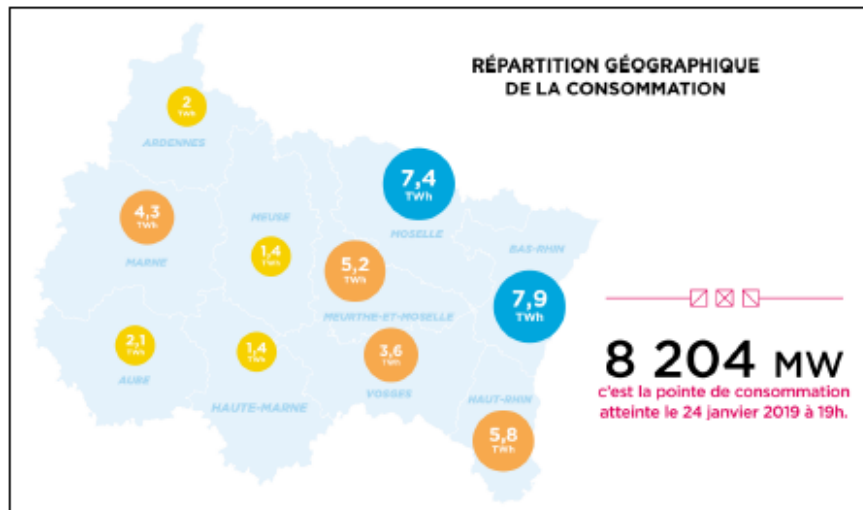 RÉPARTITION GÉOGRAPHIQUE
DE LA CONSOMMATION
2
TWh
ARDENNES
7,4
TWh
MOSELLE
4,3
TWh
MARNE
MEUSE
1,4
TWh
5,2
TWh
MEURTHE-ET-MOSELLE
BAS-RHIN
7,9
TWh
2,1
TWh
AUBE
1,4
TWh
HAUTE-MARNE
3,6
TWh
VOSGES
HAUT-RHIN
5,8
TWh
8 204 MW
c'est la pointe de consommation
atteinte le 24 janvier 2019 à 19h.